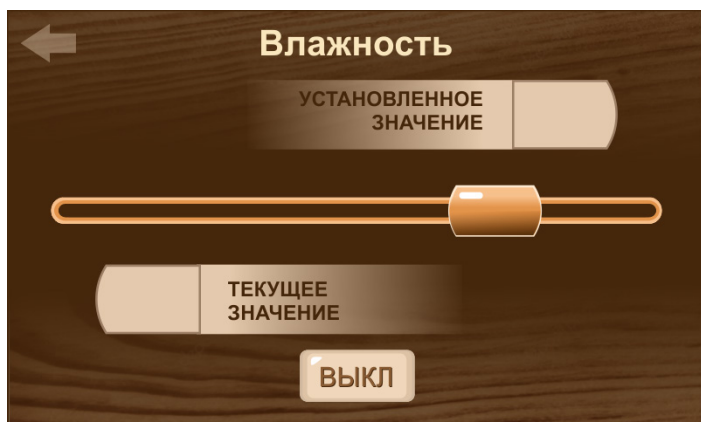 Влажность
УСТАНОВЛЕННОЕ
ЗНАЧЕНИЕ
ТЕКУЩЕЕ
ЗНАЧЕНИЕ
ВЫКЛ